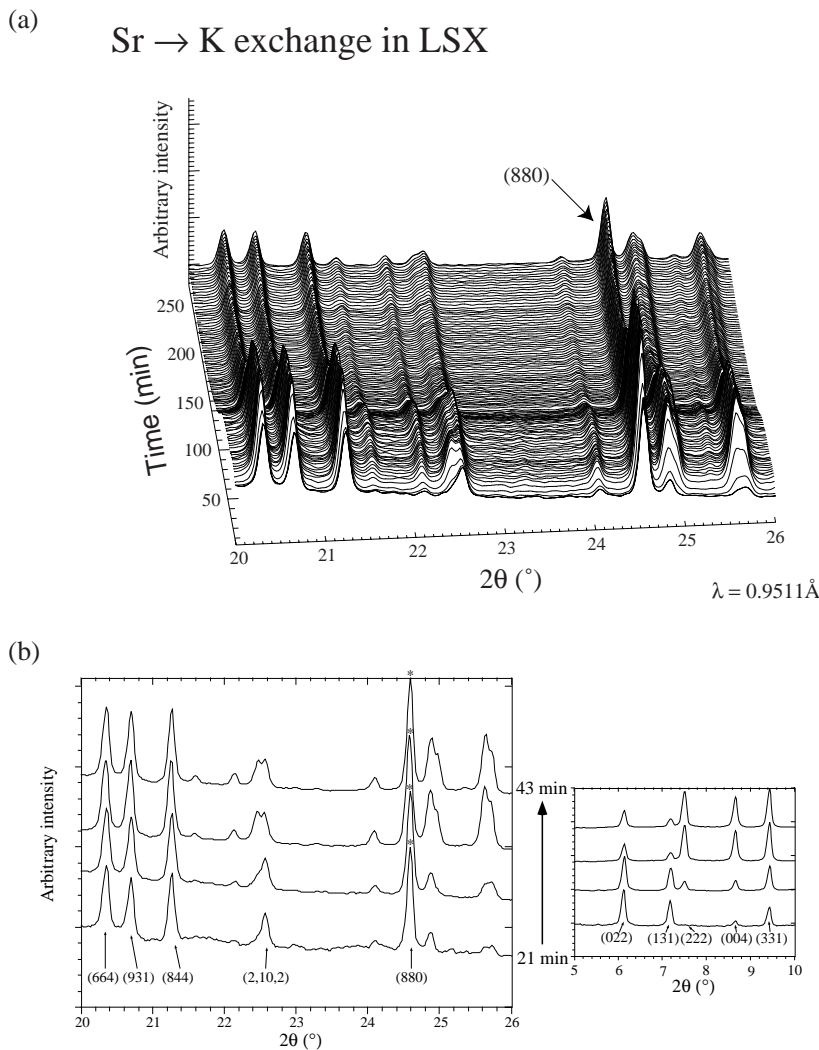 (a)
Sr → K exchange in LSX
Arbitrary intensity
(880)
250
200
150
100
50
Time (min)
20 21 22 23 24 25 26
2θ (°)
λ = 0.9511Å
(b)
Arbitrary intensity
* * * *
43 min
21 min
(664) (931) (844) (2,10,2) (880)
20 21 22 23 24 25 26
2θ (°)
(022) (131) (222) (004) (331)
5 6 7 8 9 10
2θ (°)